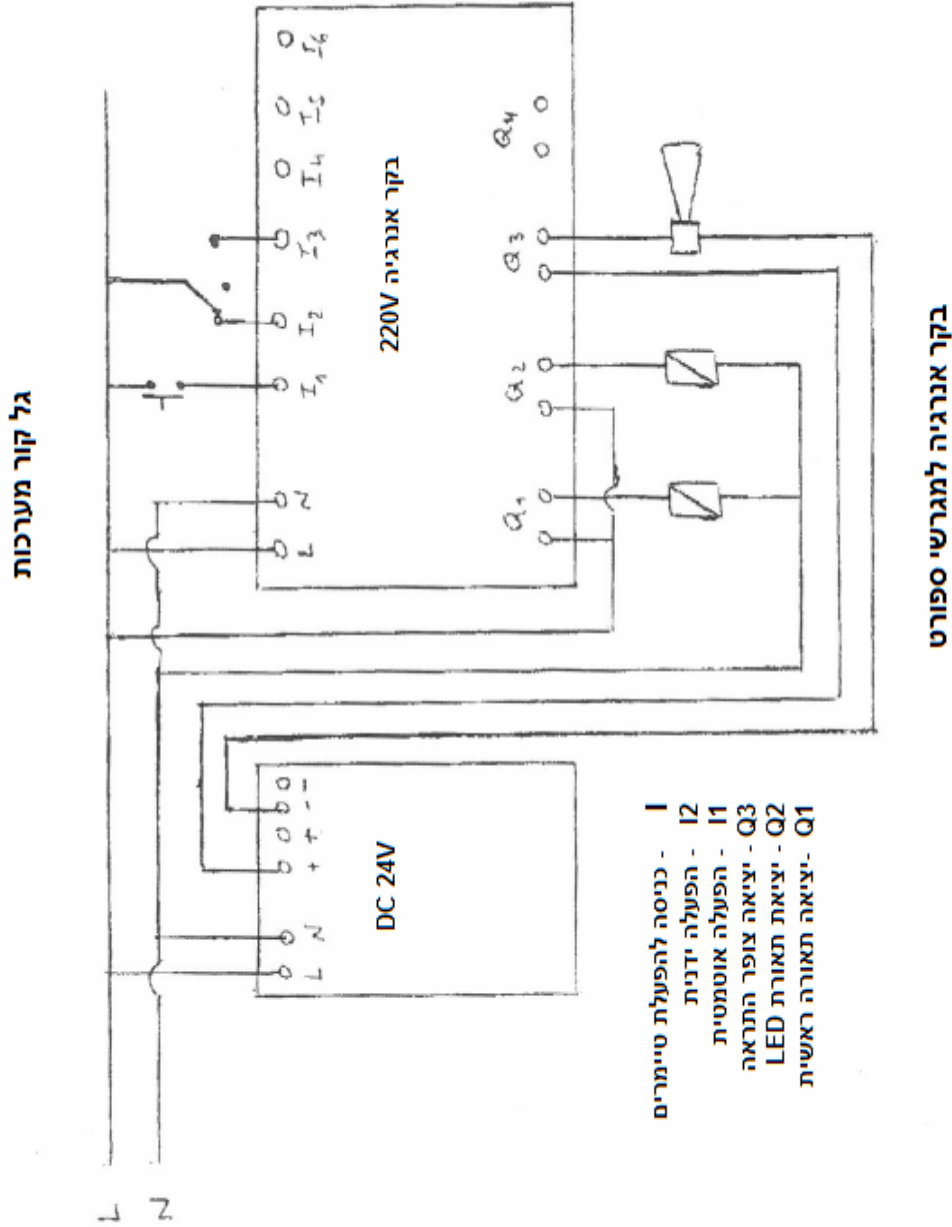 גל קור מערכות
L
N
L
N
I1
I2
I3
I4
I5
I6
בקר אנרגיה 220V
Q1
Q2
Q3
Q4
L
N
+
+
-
-
DC 24V
I - כניסה להפעלת טיימרים
I2 - הפעלה ידנית
I1 - הפעלה אוטמטית
Q3 - יציאה צופר התראה
Q2 - יציאת תאורת LED
Q1 -יציאה תאורה ראשית
בקר אנרגיה למגרשי ספורט